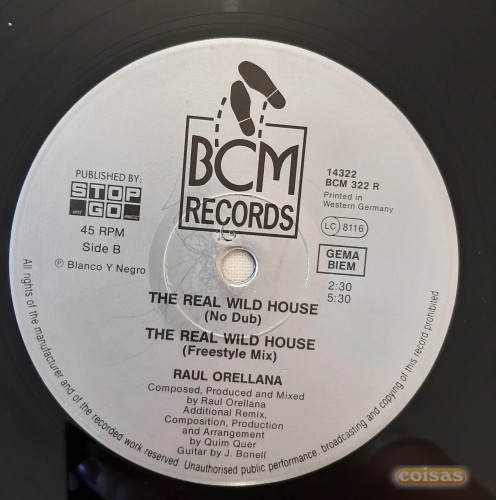 BCM
RECORDS
PUBLISHED BY:
STOP
and
GO
45 RPM
Side B
Ⓟ Blanco Y Negro
14322
BCM 322 R
Printed in
Western Germany
LC 8116
GEMA
BIEM
2:30
5:30
THE REAL WILD HOUSE
(No Dub)
THE REAL WILD HOUSE
(Freestyle Mix)
RAUL ORELLANA
Composed, Produced and Mixed
by Raul Orellana
Additional Remix,
Composition, Production
and Arrangement
by Quim Quer
Guitar by J. Bonell
All rights of the manufacturer and of the recorded work reserved. Unauthorised public performance, broadcasting and copying of this record prohibited
coisas